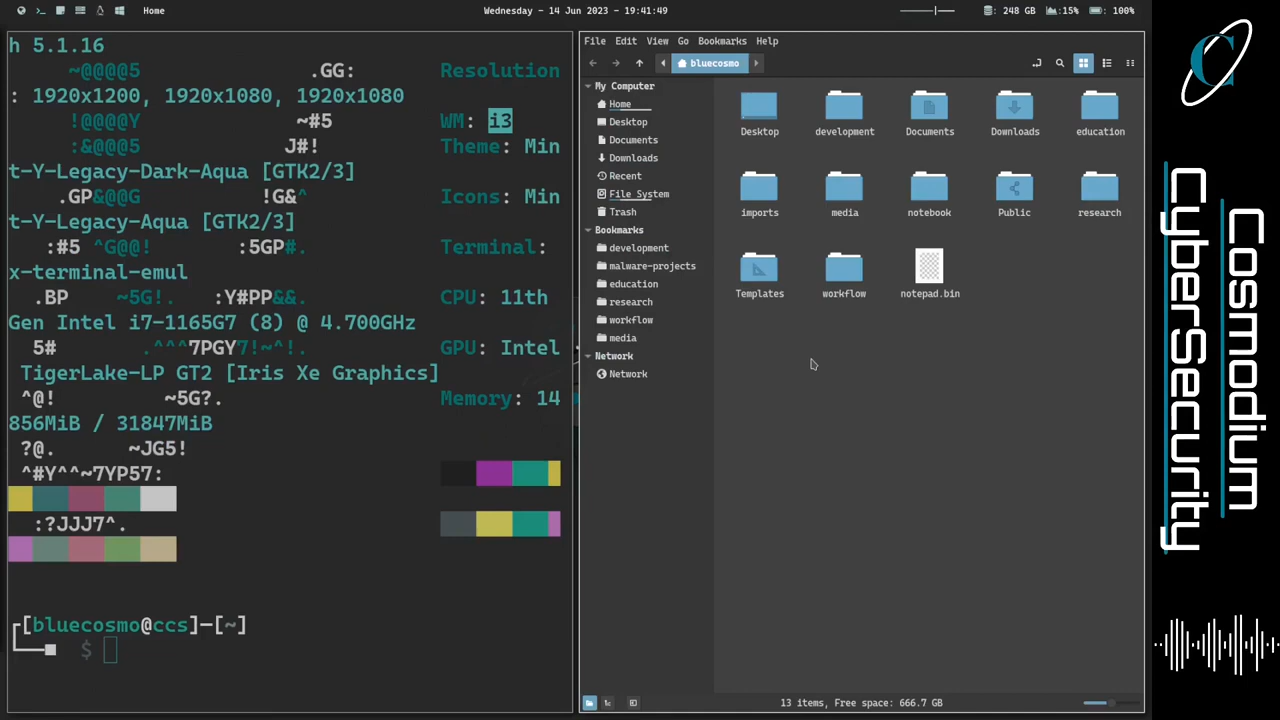 Home
Wednesday - 14 Jun 2023 - 19:41:49
248 GB
15%
100%
h 5.1.16
~@@@@5 .GG: Resolution
: 1920x1200, 1920x1080, 1920x1080
!@@@@Y ~#5 WM: i3
:&@@@5 J#! Theme: Min
t-Y-Legacy-Dark-Aqua [GTK2/3]
.GP&@@G !G&^ Icons: Min
t-Y-Legacy-Aqua [GTK2/3]
:#5 ^G@@! :5GP#. Terminal:
x-terminal-emul
.BP ~5G!. :Y#PP&&. CPU: 11th
Gen Intel i7-1165G7 (8) @ 4.700GHz
5# .^^^7PGY7!~^!. GPU: Intel
TigerLake-LP GT2 [Iris Xe Graphics]
^@! ~5G?. Memory: 14
856MiB / 31847MiB
?@. ~JG5!
^#Y^^~7YP57:
:?JJJ7^.
┌[bluecosmo@ccs]─[~]
└──■ $
File Edit View Go Bookmarks Help
bluecosmo
My Computer
Home
Desktop
Documents
Downloads
Recent
File System
Trash
Bookmarks
development
malware-projects
education
research
workflow
media
Network
Network
Desktop development Documents Downloads education
imports media notebook Public research
Templates workflow notepad.bin
13 items, Free space: 666.7 GB
C
Cosmodium
CyberSecurity